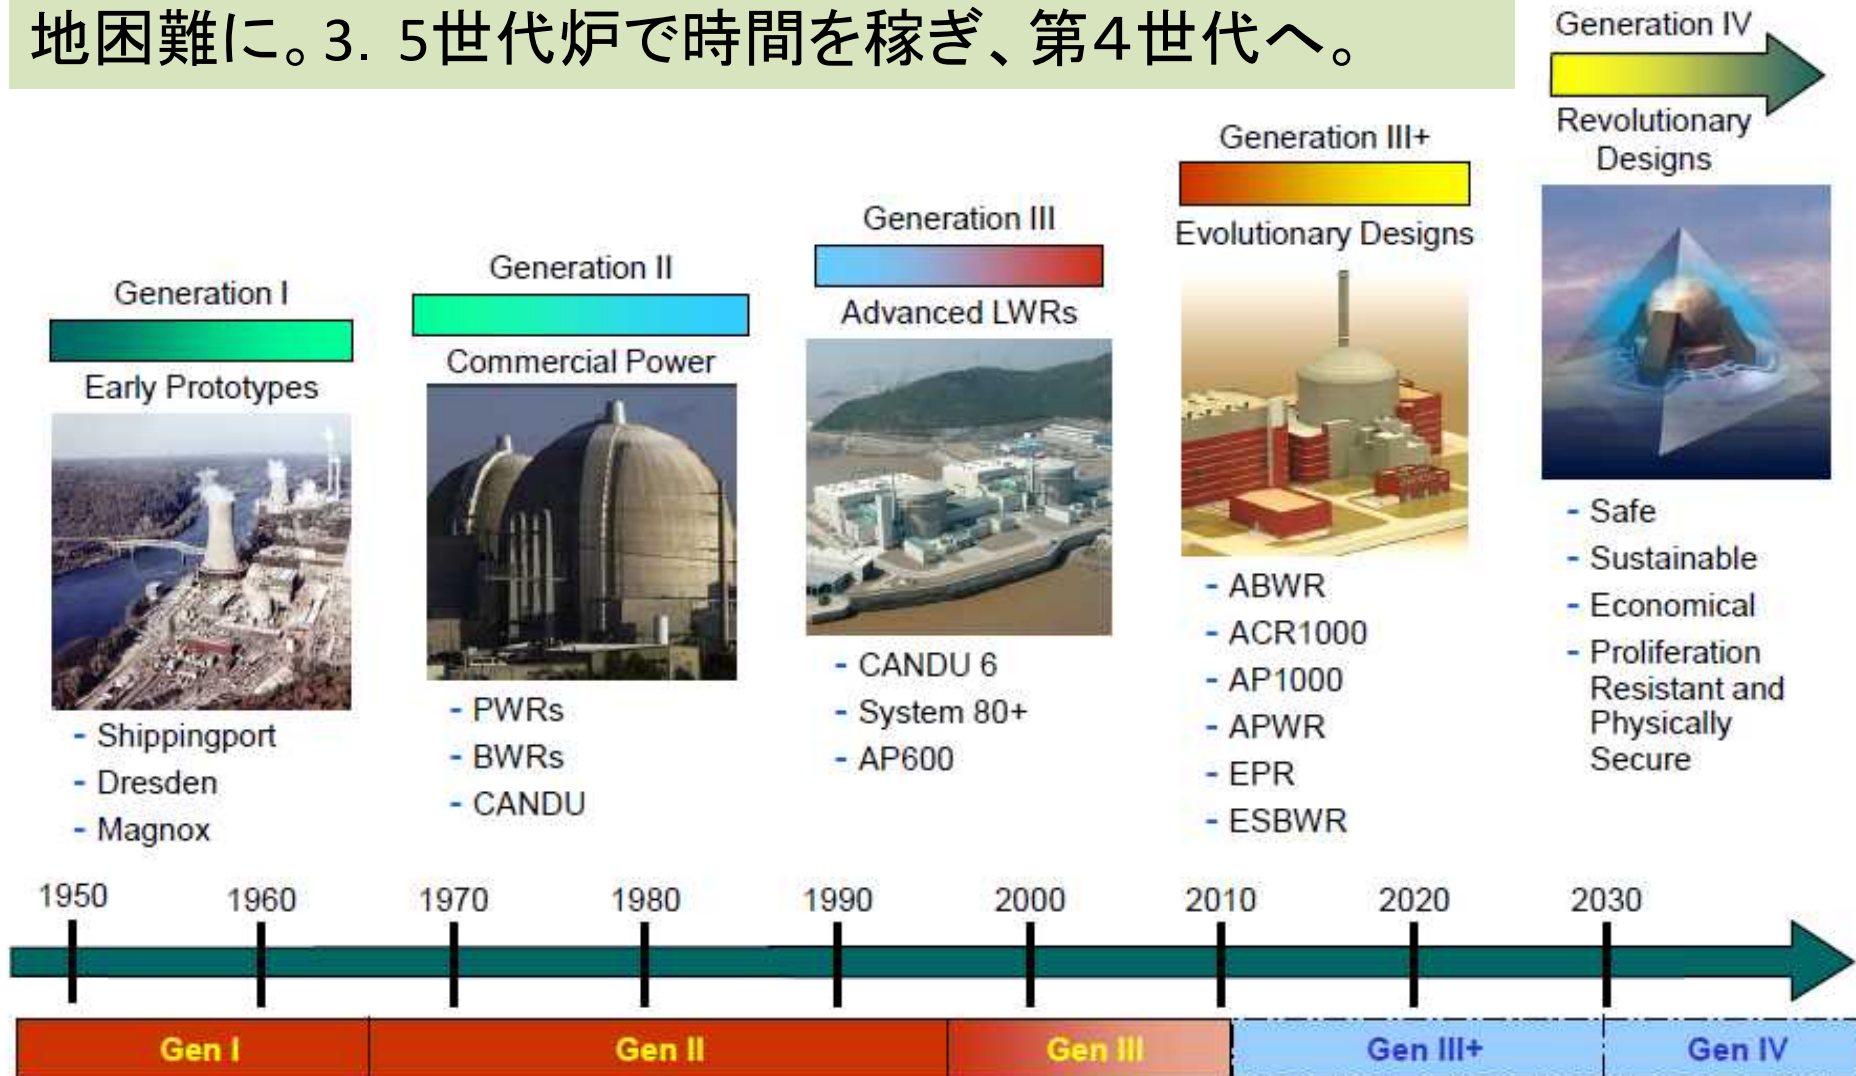 地困難に。3. 5世代炉で時間を稼ぎ、第4世代へ。
Generation I
Early Prototypes
- Shippingport
- Dresden
- Magnox
Generation II
Commercial Power
- PWRs
- BWRs
- CANDU
Generation III
Advanced LWRs
- CANDU 6
- System 80+
- AP600
Generation III+
Evolutionary Designs
- ABWR
- ACR1000
- AP1000
- APWR
- EPR
- ESBWR
Generation IV
Revolutionary
Designs
- Safe
- Sustainable
- Economical
- Proliferation
Resistant and
Physically
Secure
1950 1960 1970 1980 1990 2000 2010 2020 2030
Gen I Gen II Gen III Gen III+ Gen IV